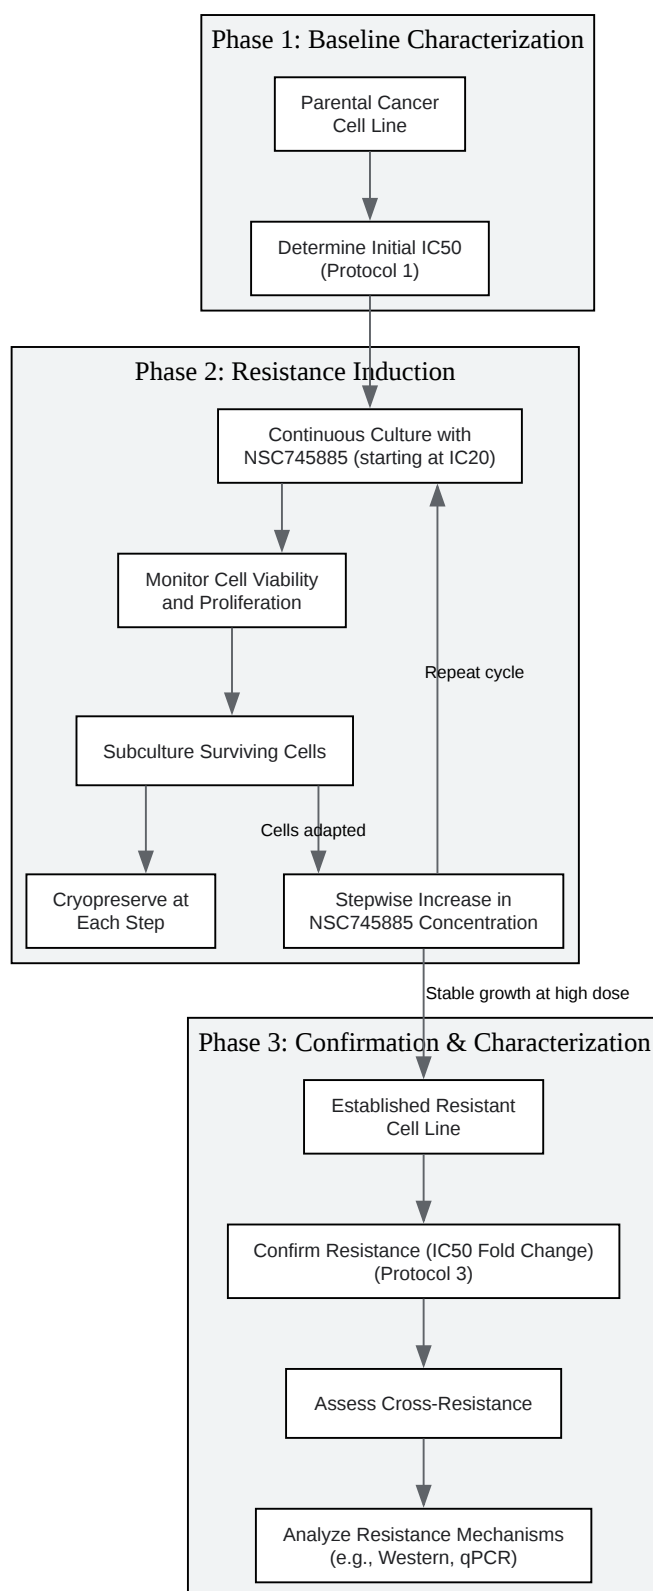 Phase 1: Baseline Characterization
Parental Cancer
Cell Line
Determine Initial IC50
(Protocol 1)
Phase 2: Resistance Induction
Continuous Culture with
NSC745885 (starting at IC20)
Monitor Cell Viability
and Proliferation
Repeat cycle
Subculture Surviving Cells
Cells adapted
Cryopreserve at
Each Step
Stepwise Increase in
NSC745885 Concentration
Stable growth at high dose
Phase 3: Confirmation & Characterization
Established Resistant
Cell Line
Confirm Resistance (IC50 Fold Change)
(Protocol 3)
Assess Cross-Resistance
Analyze Resistance Mechanisms
(e.g., Western, qPCR)